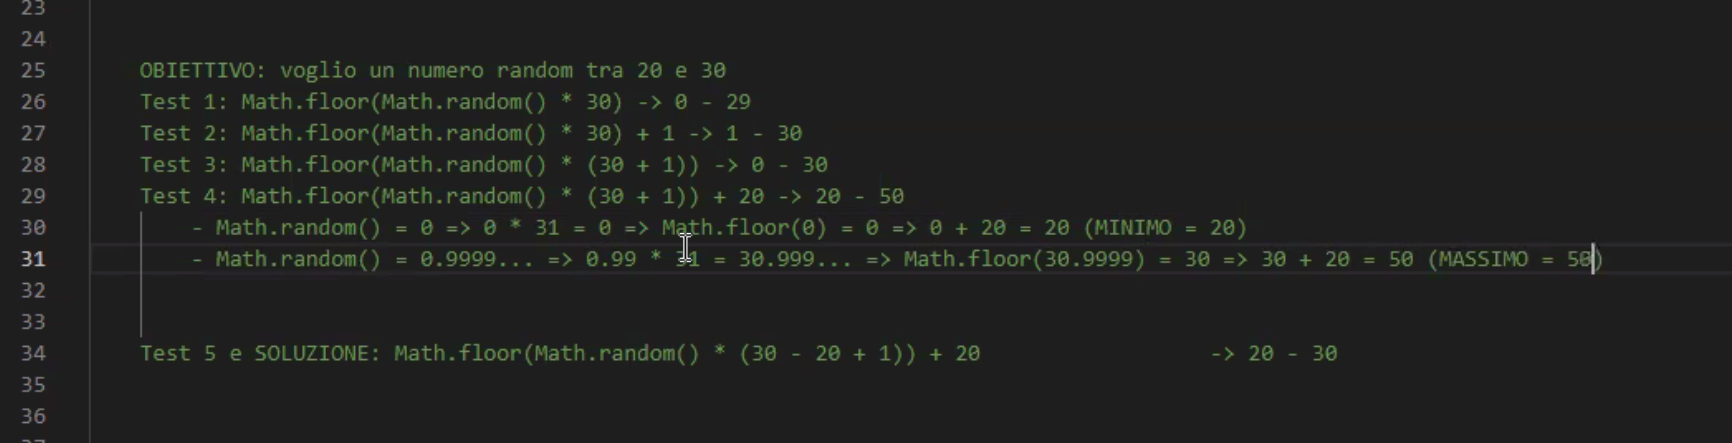 23
24
25 OBIETTIVO: voglio un numero random tra 20 e 30
26 Test 1: Math.floor(Math.random() * 30) -> 0 - 29
27 Test 2: Math.floor(Math.random() * 30) + 1 -> 1 - 30
28 Test 3: Math.floor(Math.random() * (30 + 1)) -> 0 - 30
29 Test 4: Math.floor(Math.random() * (30 + 1)) + 20 -> 20 - 50
30 - Math.random() = 0 => 0 * 31 = 0 => Math.floor(0) = 0 => 0 + 20 = 20 (MINIMO = 20)
31 - Math.random() = 0.9999... => 0.99 * 31 = 30.999... => Math.floor(30.9999) = 30 => 30 + 20 = 50 (MASSIMO = 50)
32
33
34 Test 5 e SOLUZIONE: Math.floor(Math.random() * (30 - 20 + 1)) + 20 -> 20 - 30
35
36